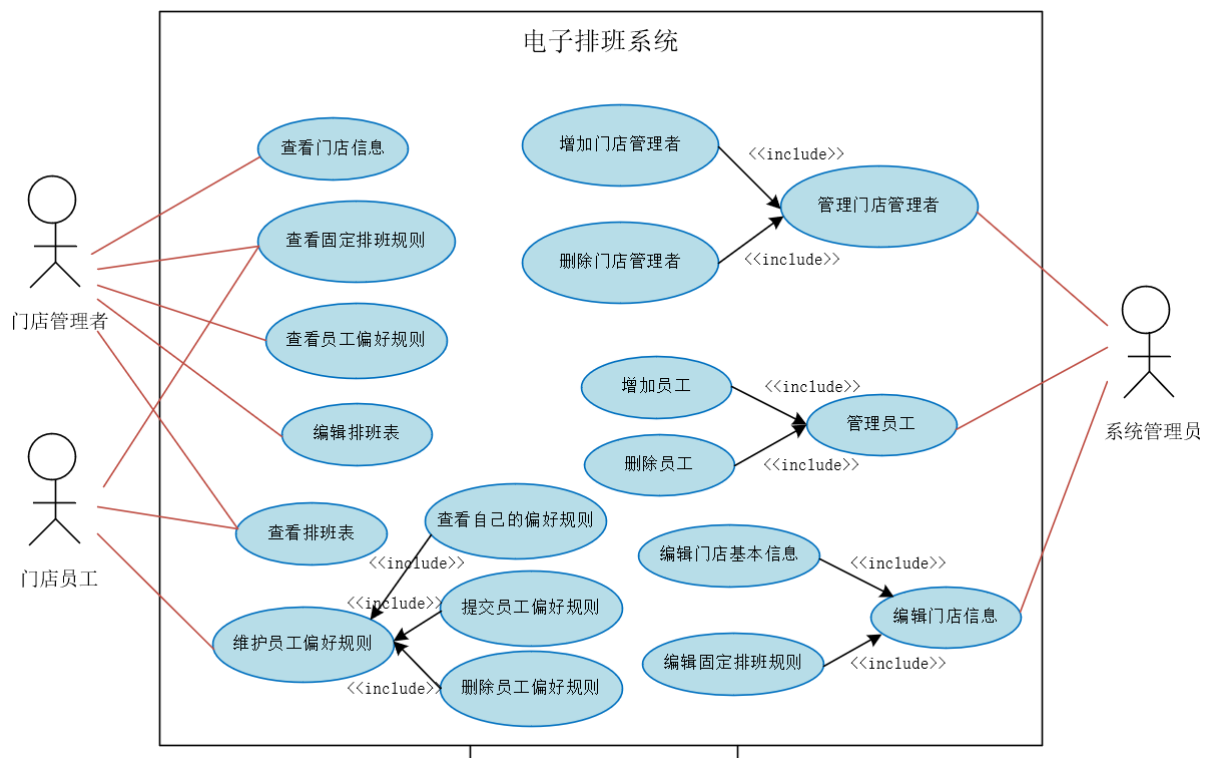 电子排班系统
查看门店信息
增加门店管理者
<<include>>
管理门店管理者
查看固定排班规则
删除门店管理者
<<include>>
门店管理者
查看员工偏好规则
增加员工
<<include>>
管理员工
系统管理员
编辑排班表
删除员工
<<include>>
查看自己的偏好规则
查看排班表
<<include>>
编辑门店基本信息
<<include>>
门店员工
<<include>>
提交员工偏好规则
编辑门店信息
维护员工偏好规则
编辑固定排班规则
<<include>>
<<include>>
删除员工偏好规则